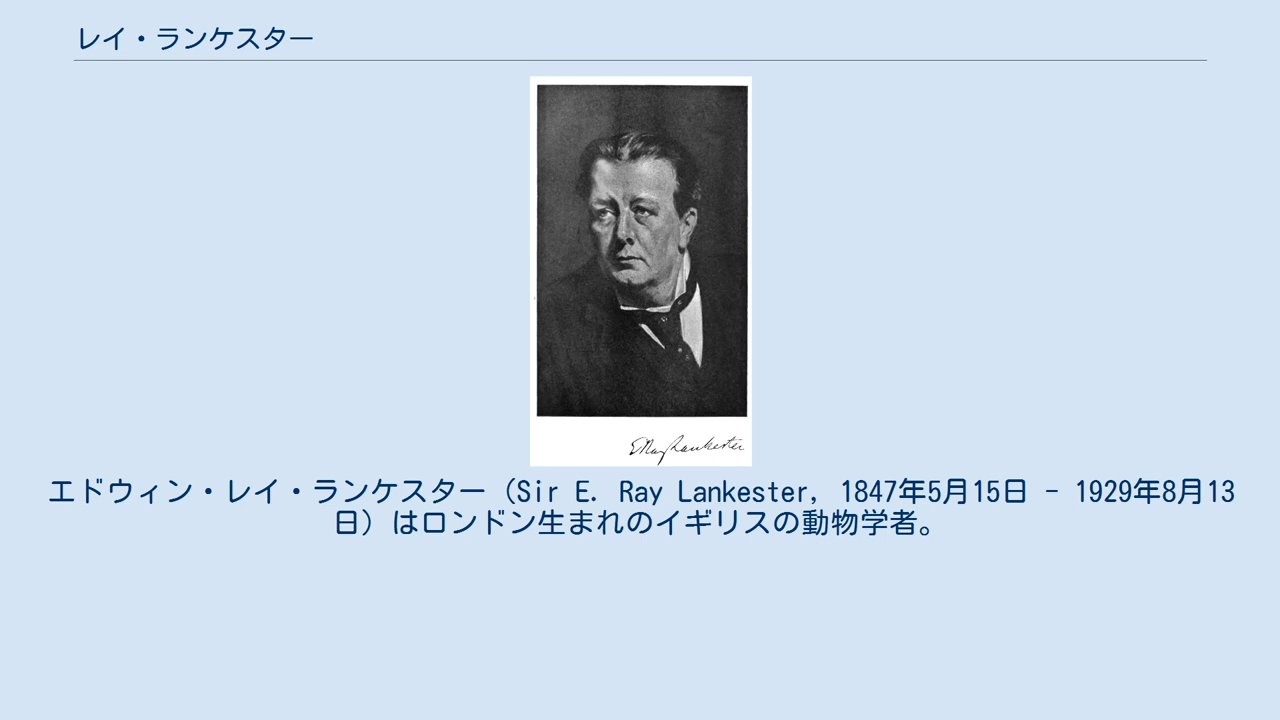 レイ・ランケスター
E Ray Lankester
エドウィン・レイ・ランケスター（Sir E. Ray Lankester, 1847年5月15日 - 1929年8月13
日）はロンドン生まれのイギリスの動物学者。